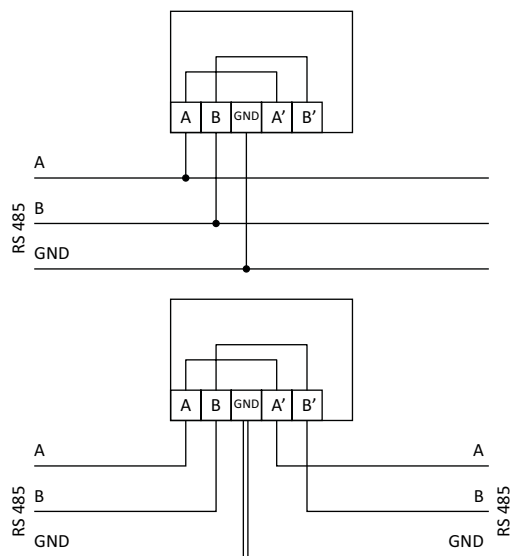 A B GND A’ B’
A
B
GND
RS 485
A B GND A’ B’
A A
B B
GND GND
RS 485 RS 485